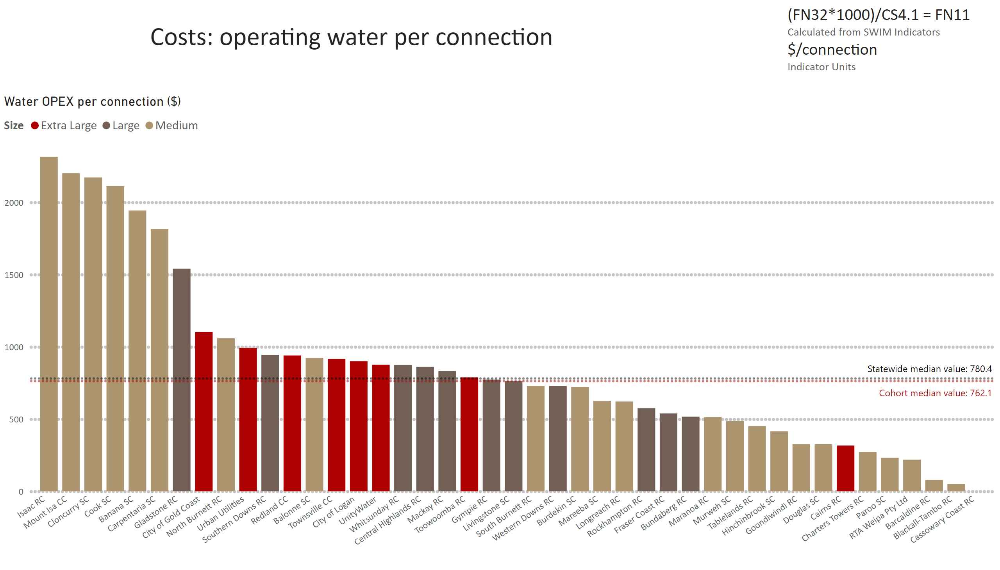 (FN32*1000)/CS4.1 = FN11
Calculated from SWIM Indicators
$/connection
Indicator Units
Costs: operating water per connection
Water OPEX per connection ($)
Size Extra Large Large Medium
2000
1500
1000
500
0
Statewide median value: 780.4
Cohort median value: 762.1
Isaac RC
Mount Isa CC
Cloncurry SC
Cook SC
Banana SC
Carpentaria SC
Gladstone RC
City of Gold Coast
North Burnett RC
Urban Utilities
Southern Downs RC
Redland CC
Balonne SC
Townsville CC
City of Logan
UnityWater
Whitsunday RC
Central Highlands RC
Mackay RC
Toowoomba RC
Gympie RC
Livingstone SC
South Burnett RC
Western Downs RC
Burdekin SC
Mareeba SC
Longreach RC
Rockhampton RC
Fraser Coast RC
Bundaberg RC
Maranoa RC
Murweh SC
Tablelands RC
Hinchinbrook SC
Goondiwindi RC
Douglas SC
Cairns RC
Charters Towers RC
Paroo SC
RTA Weipa Pty Ltd
Barcaldine RC
Blackall-Tambo RC
Cassowary Coast RC